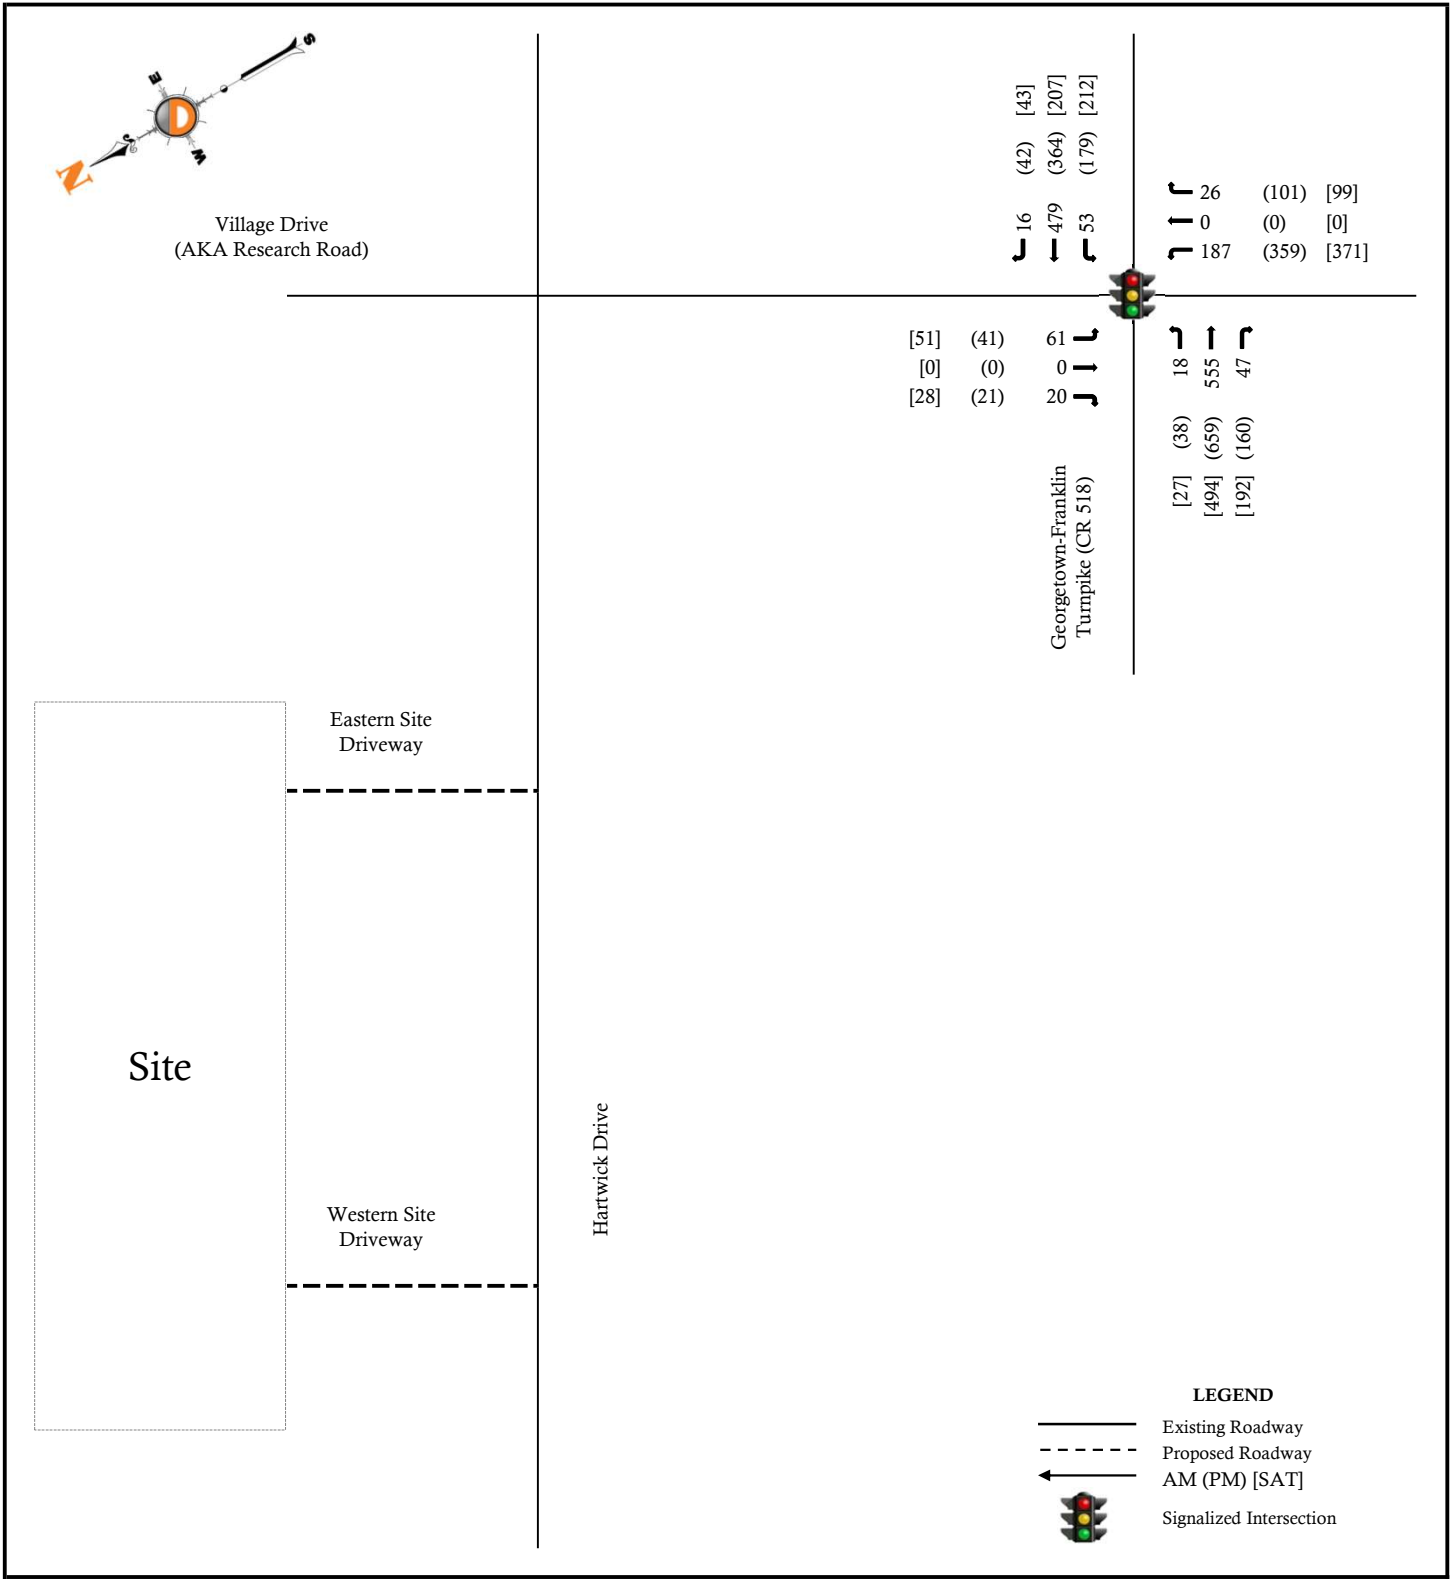 S
E
D
W
N
Village Drive
(AKA Research Road)
16 (42) [43]
479 (364) [207]
53 (179) [212]
26 (101) [99]
0 (0) [0]
187 (359) [371]
[51] (41) 61
[0] (0) 0
[28] (21) 20
[27] (38) 18
[494] (659) 555
[192] (160) 47
Georgetown-Franklin
Turnpike (CR 518)
Eastern Site
Driveway
Site
Hartwick Drive
Western Site
Driveway
LEGEND
Existing Roadway
Proposed Roadway
AM (PM) [SAT]
Signalized Intersection